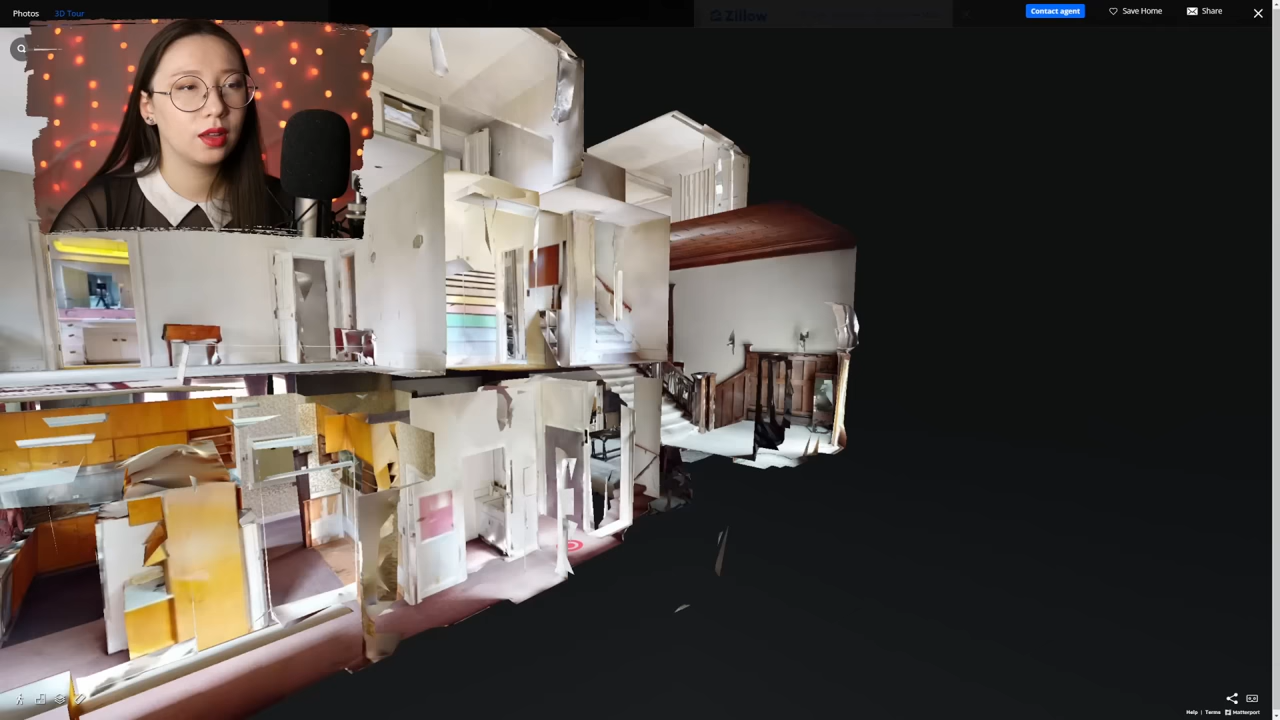 Photos
3D Tour
Zillow
Contact agent
Save Home
Share
Help | Terms
Matterport